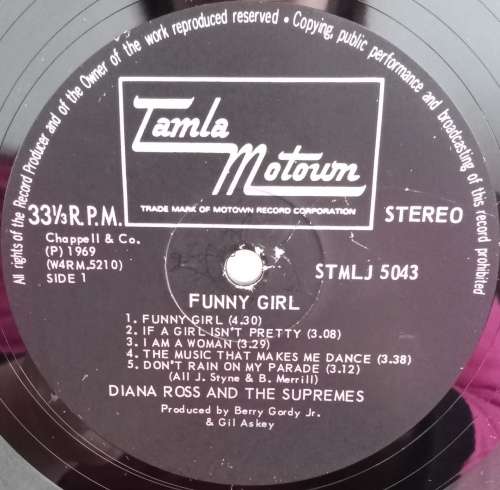 All rights of the Record Producer and of the Owner of the work reproduced reserved • Copying, public performance and broadcasting of this record prohibited
Tamla
Motown
TRADE MARK OF MOTOWN RECORD CORPORATION
33⅓ R.P.M.
STEREO
Chappell & Co.
(P) 1969
(W4RM.5210)
SIDE 1
STMLJ 5043
FUNNY GIRL
1. FUNNY GIRL (4.30)
2. IF A GIRL ISN'T PRETTY (3.08)
3. I AM A WOMAN (3.29)
4. THE MUSIC THAT MAKES ME DANCE (3.38)
5. DON'T RAIN ON MY PARADE (3.12)
(All J. Styne & B. Merrill)
DIANA ROSS AND THE SUPREMES
Produced by Berry Gordy Jr.
& Gil Askey